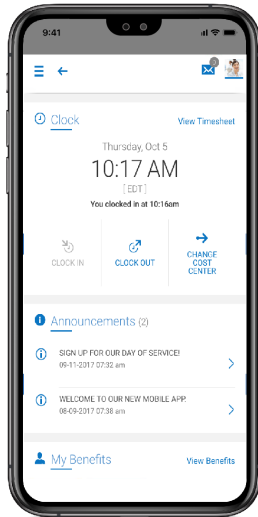 9:41
Clock
View Timesheet
Thursday, Oct 5
10:17 AM
[ EDT ]
You clocked in at 10:16am
CLOCK IN
CLOCK OUT
CHANGE
COST
CENTER
Announcements (2)
SIGN UP FOR OUR DAY OF SERVICE!
09-11-2017 07:32 am
WELCOME TO OUR NEW MOBILE APP.
08-09-2017 07:38 am
My Benefits
View Benefits